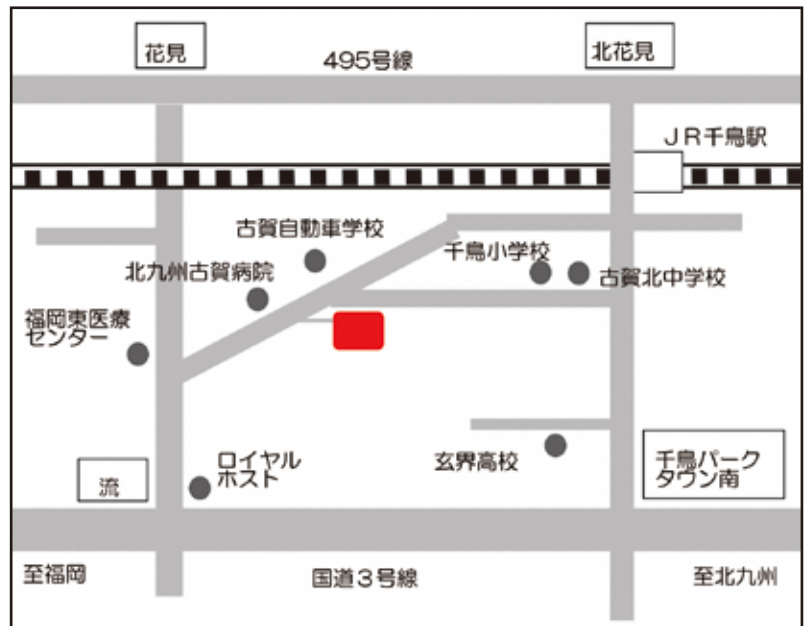 花見
495号線
北花見
JR千鳥駅
古賀自動車学校
千鳥小学校
北九州古賀病院
古賀北中学校
福岡東医療
センター
ロイヤル
ホスト
玄界高校
千鳥パーク
タウン南
流
至福岡
国道3号線
至北九州